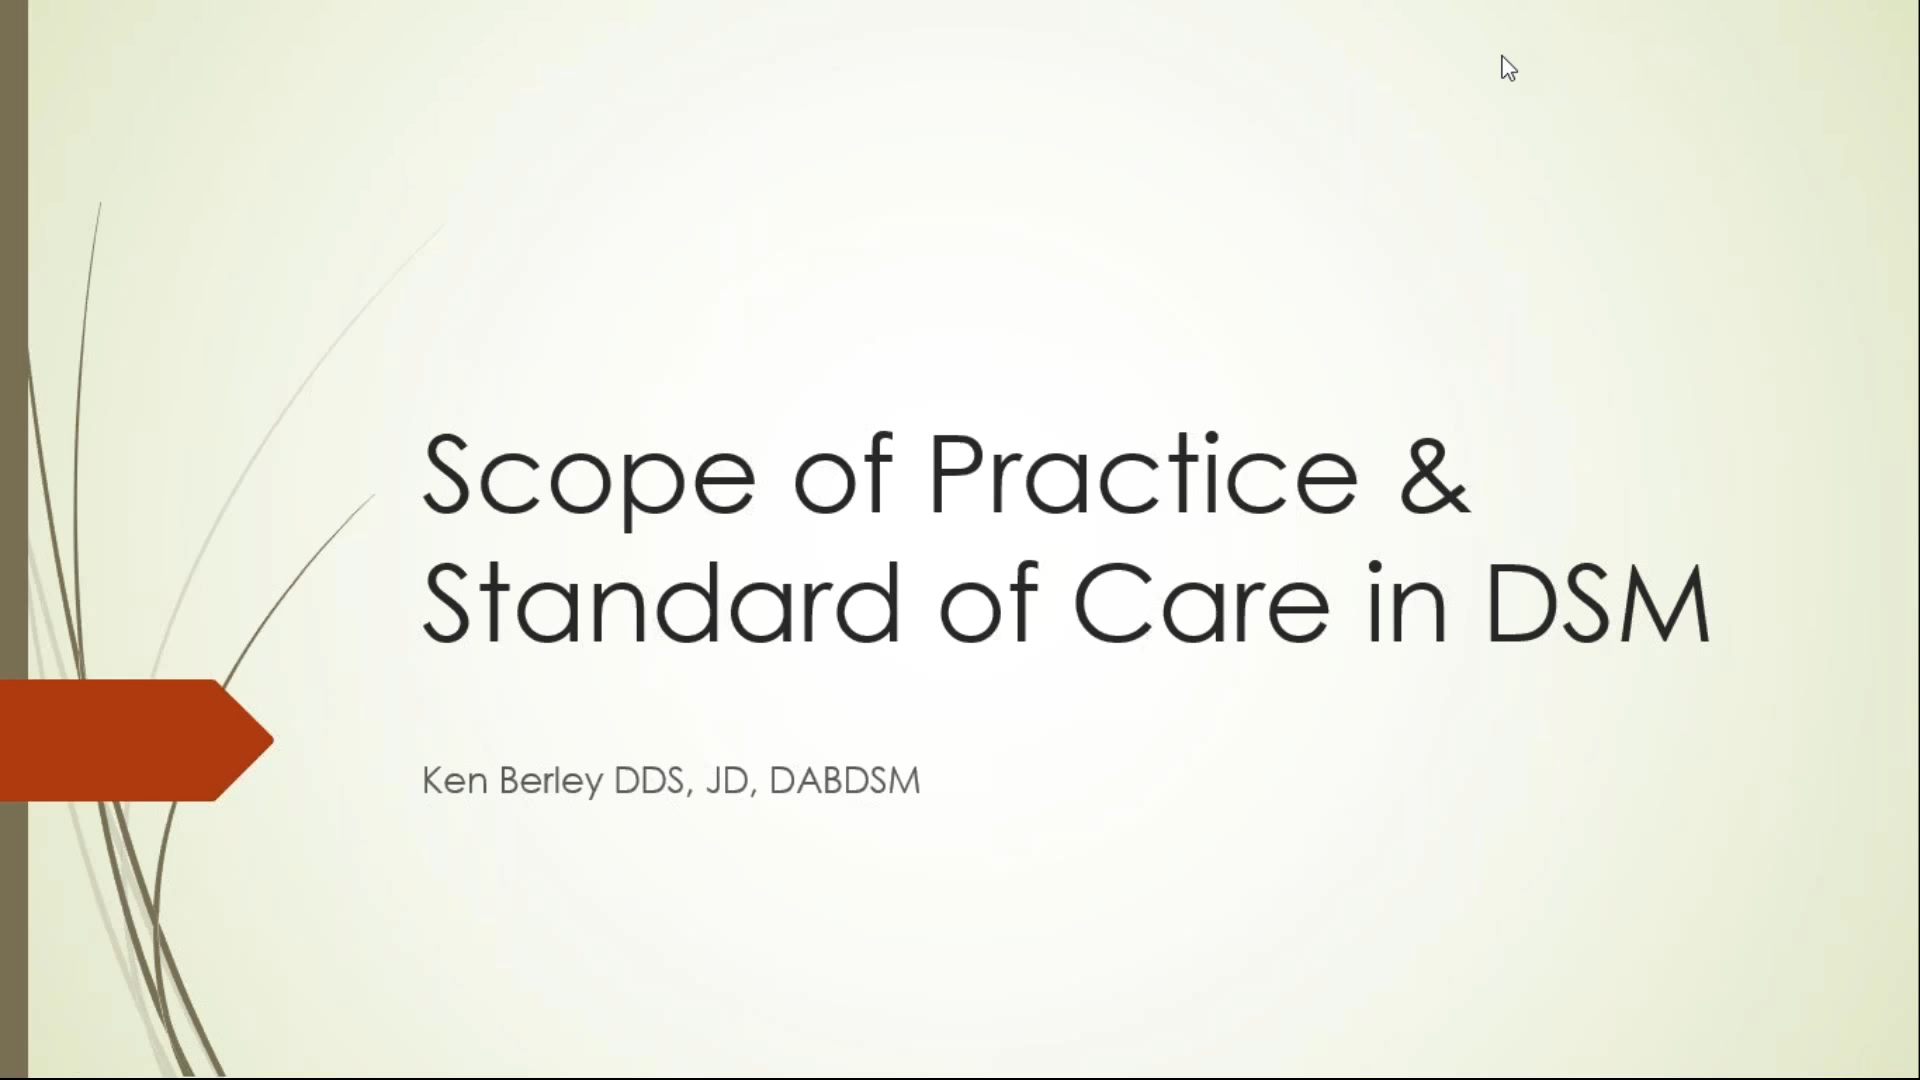 Scope of Practice &
Standard of Care in DSM
Ken Berley DDS, JD, DABDSM